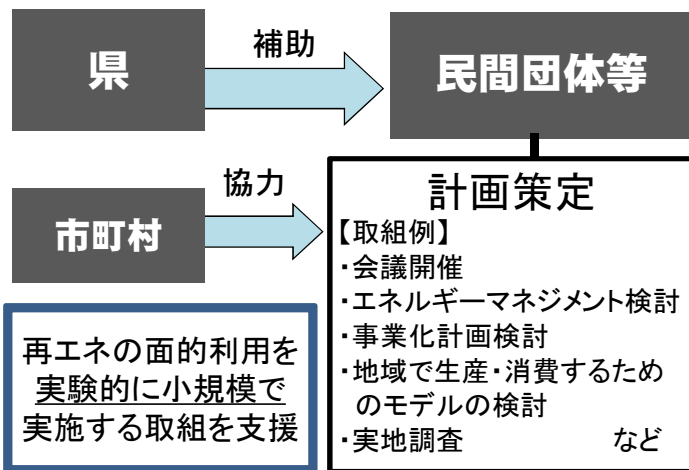 県
補助
民間団体等
市町村
協力
計画策定
【取組例】
・会議開催
・エネルギーマネジメント検討
・事業化計画検討
・地域で生産・消費するため
のモデルの検討
・実地調査 など
再エネの面的利用を
実験的に小規模で
実施する取組を支援